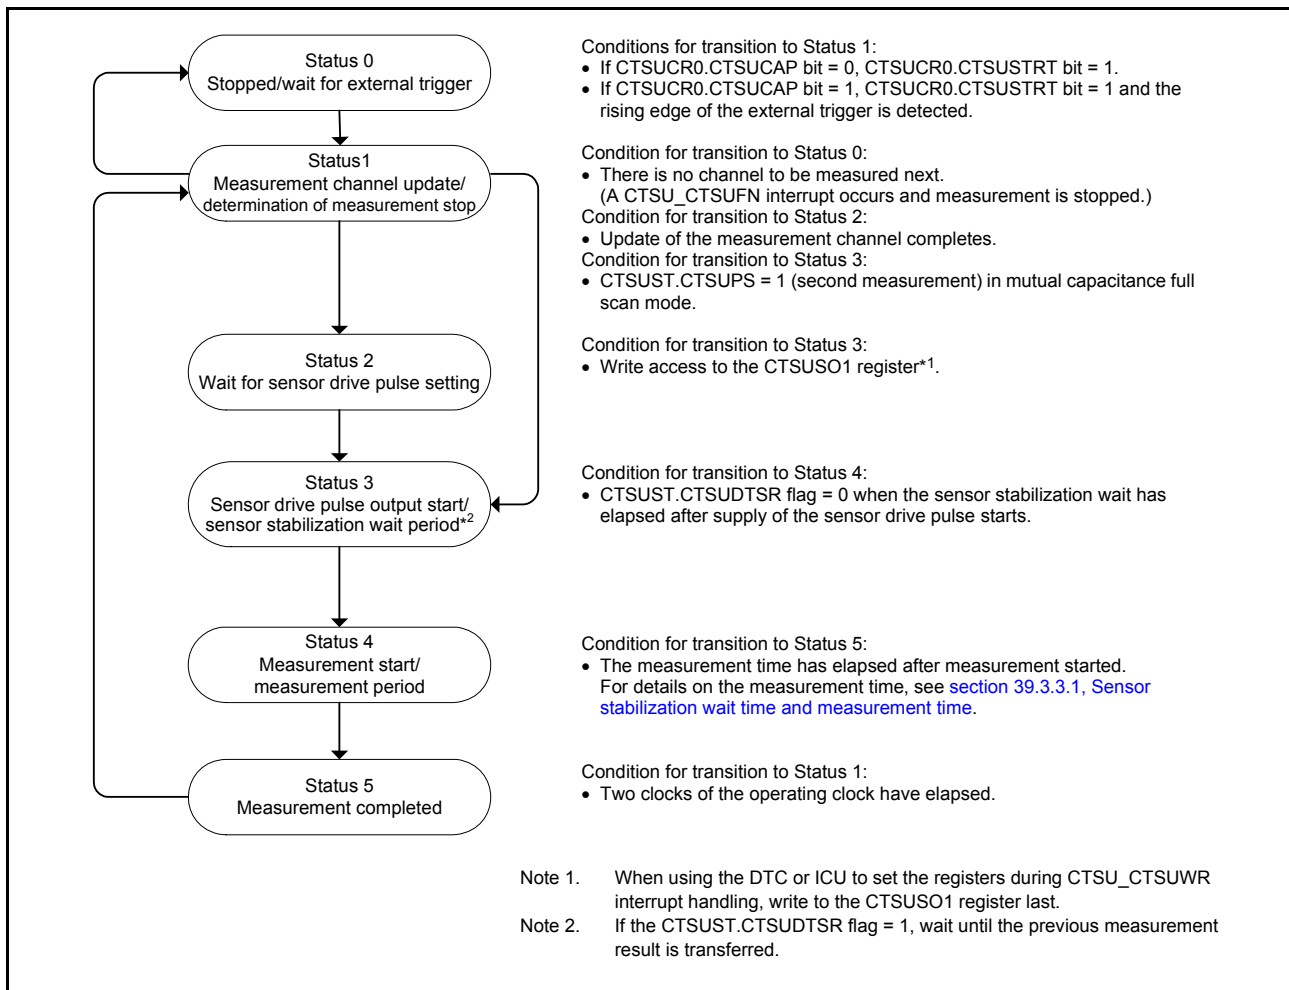 Status 0
Stopped/wait for external trigger
Conditions for transition to Status 1:
• If CTSUCR0.CTSUCAP bit = 0, CTSUCR0.CTSUSTRT bit = 1.
• If CTSUCR0.CTSUCAP bit = 1, CTSUCR0.CTSUSTRT bit = 1 and the
rising edge of the external trigger is detected.
Status1
Measurement channel update/
determination of measurement stop
Condition for transition to Status 0:
• There is no channel to be measured next.
(A CTSU_CTSUFN interrupt occurs and measurement is stopped.)
Condition for transition to Status 2:
• Update of the measurement channel completes.
Condition for transition to Status 3:
• CTSUST.CTSUPS = 1 (second measurement) in mutual capacitance full
scan mode.
Status 2
Wait for sensor drive pulse setting
Condition for transition to Status 3:
• Write access to the CTSUSO1 register*1.
Status 3
Sensor drive pulse output start/
sensor stabilization wait period*2
Condition for transition to Status 4:
• CTSUST.CTSUDTSR flag = 0 when the sensor stabilization wait has
elapsed after supply of the sensor drive pulse starts.
Status 4
Measurement start/
measurement period
Condition for transition to Status 5:
• The measurement time has elapsed after measurement started.
For details on the measurement time, see section 39.3.3.1, Sensor
stabilization wait time and measurement time.
Status 5
Measurement completed
Condition for transition to Status 1:
• Two clocks of the operating clock have elapsed.
Note 1. When using the DTC or ICU to set the registers during CTSU_CTSUWR
interrupt handling, write to the CTSUSO1 register last.
Note 2. If the CTSUST.CTSUDTSR flag = 1, wait until the previous measurement
result is transferred.